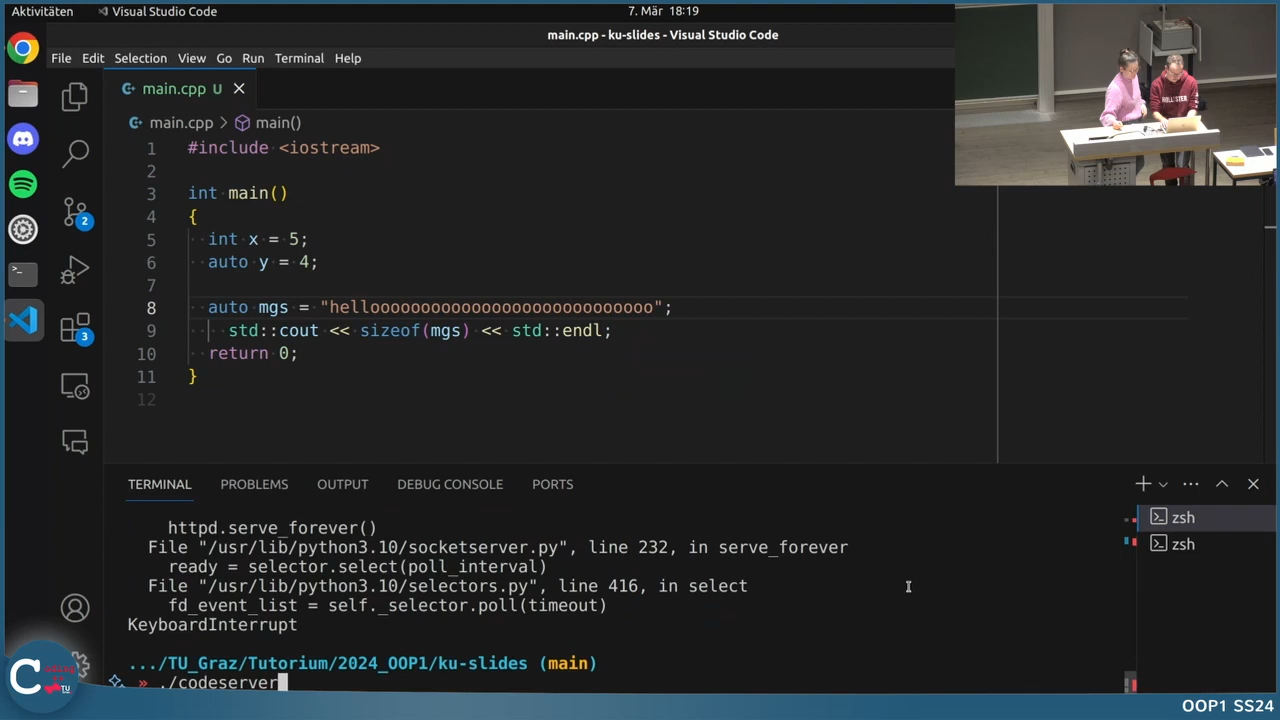 Aktivitäten
Visual Studio Code
7. Mär 18:19
main.cpp - ku-slides - Visual Studio Code
File Edit Selection View Go Run Terminal Help
main.cpp U
main.cpp > main()
1 #include <iostream>
2
3 int main()
4 {
5 int x = 5;
6 auto y = 4;
7
8 auto mgs = "helloooooooooooooooooooooooooooo";
9 std::cout << sizeof(mgs) << std::endl;
10 return 0;
11 }
12
2
3
TERMINAL PROBLEMS OUTPUT DEBUG CONSOLE PORTS
httpd.serve_forever()
File "/usr/lib/python3.10/socketserver.py", line 232, in serve_forever
ready = selector.select(poll_interval)
File "/usr/lib/python3.10/selectors.py", line 416, in select
fd_event_list = self._selector.poll(timeout)
KeyboardInterrupt
.../TU_Graz/Tutorium/2024_OOP1/ku-slides (main)
» ./codeserver
zsh
zsh
HOLLISTER
TU
OOP1 SS24